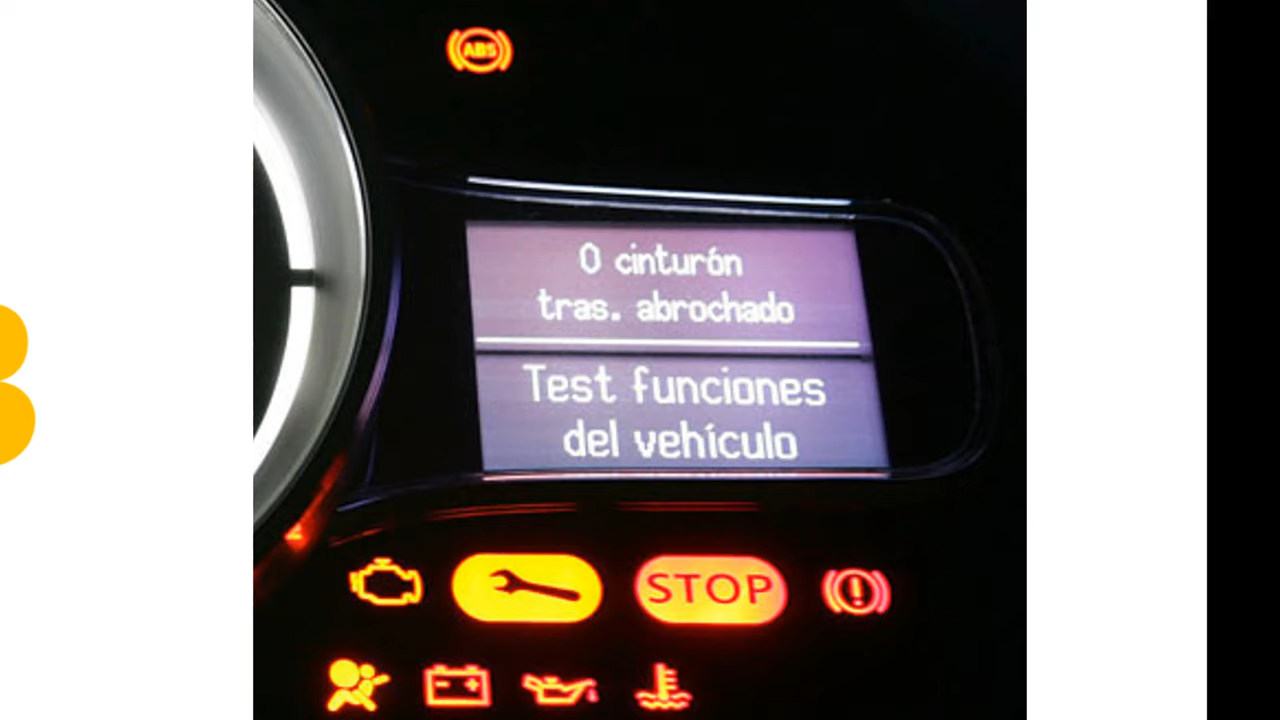 ABS
0 cinturón
tras. abrochado
Test funciones
del vehículo
STOP